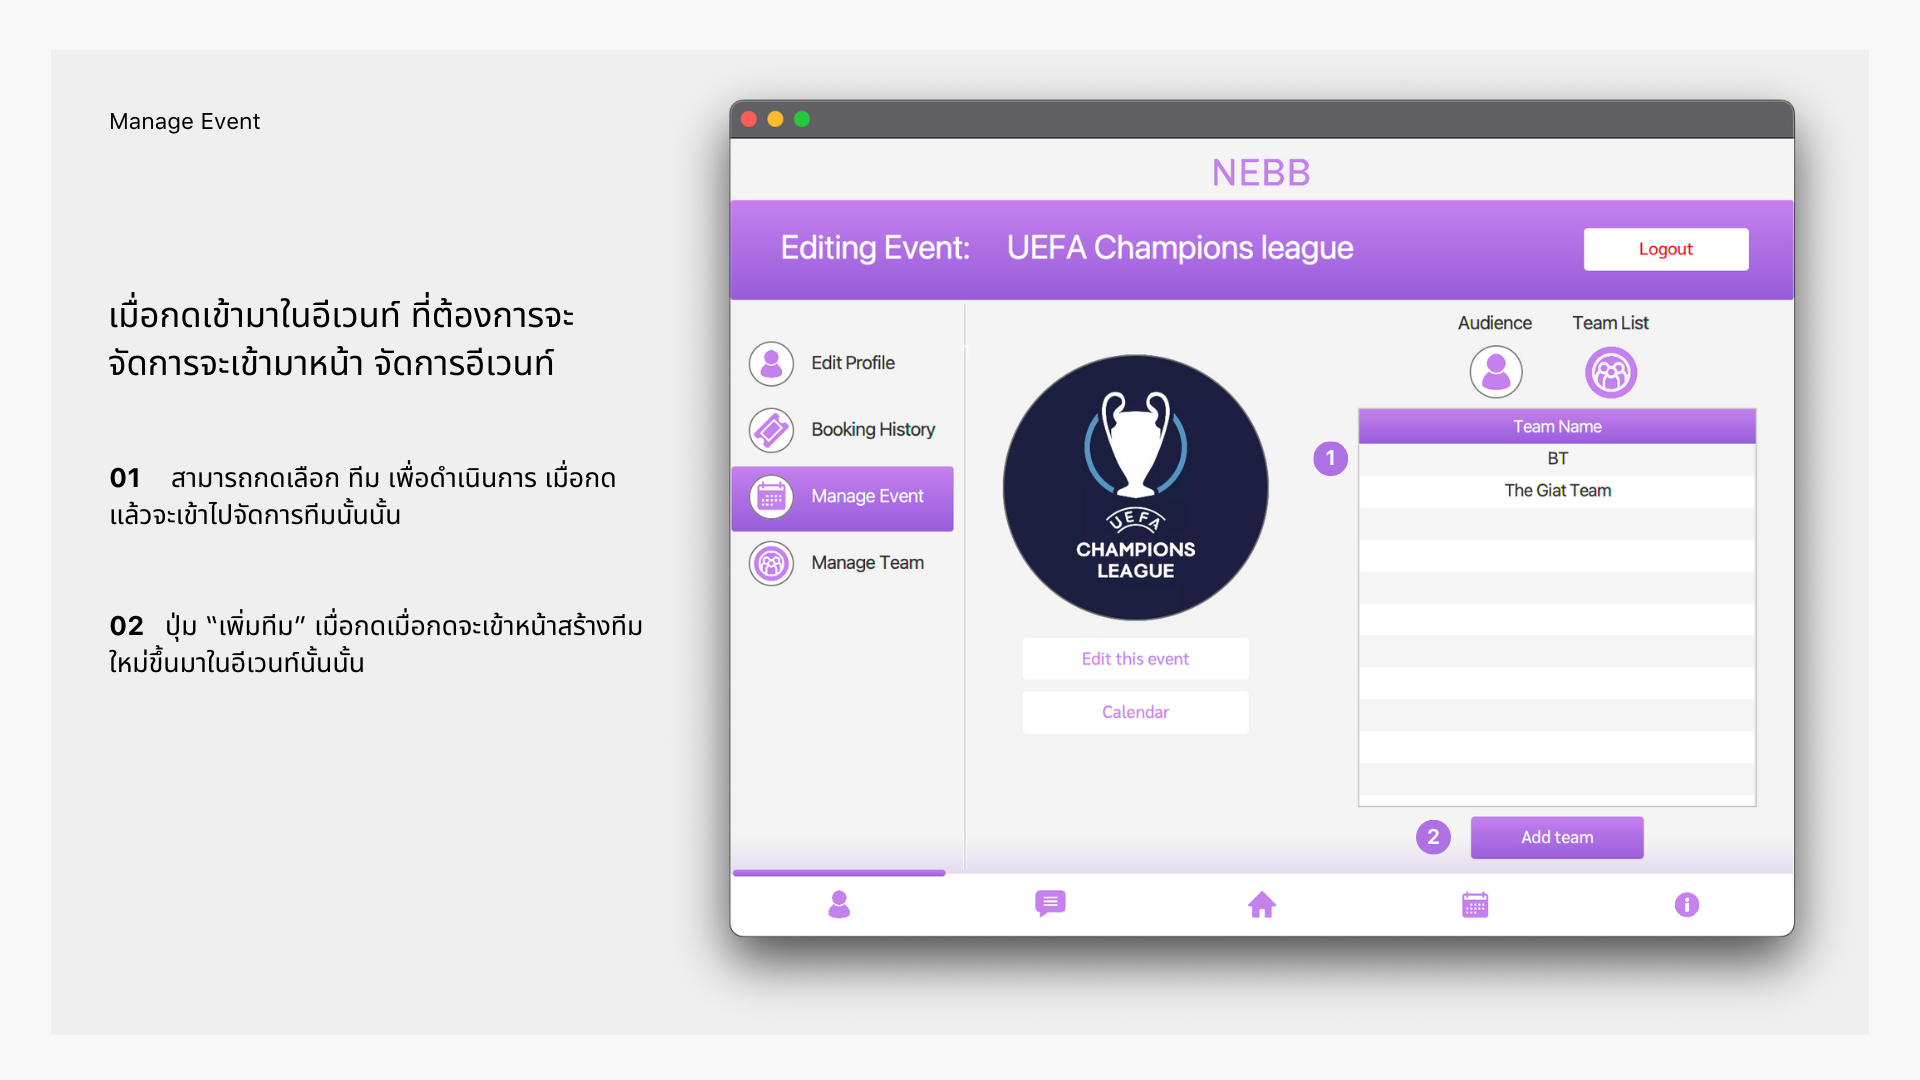 Manage Event
เมื่อกดเข้ามาในอีเวนท์ ที่ต้องการจะ
จัดการจะเข้ามาหน้า จัดการอีเวนท์
01 สามารถกดเลือก ทีม เพื่อดำเนินการ เมื่อกด
แล้วจะเข้าไปจัดการทีมนั้นนั้น
02 ปุ่ม “เพิ่มทีม” เมื่อกดเมื่อกดจะเข้าหน้าสร้างทีม
ใหม่ขึ้นมาในอีเวนท์นั้นนั้น
NEBB
Editing Event: UEFA Champions league
Logout
Edit Profile
Booking History
Manage Event
Manage Team
UEFA
CHAMPIONS
LEAGUE
Edit this event
Calendar
Audience Team List
Team Name
1
BT
The Giat Team
2
Add team